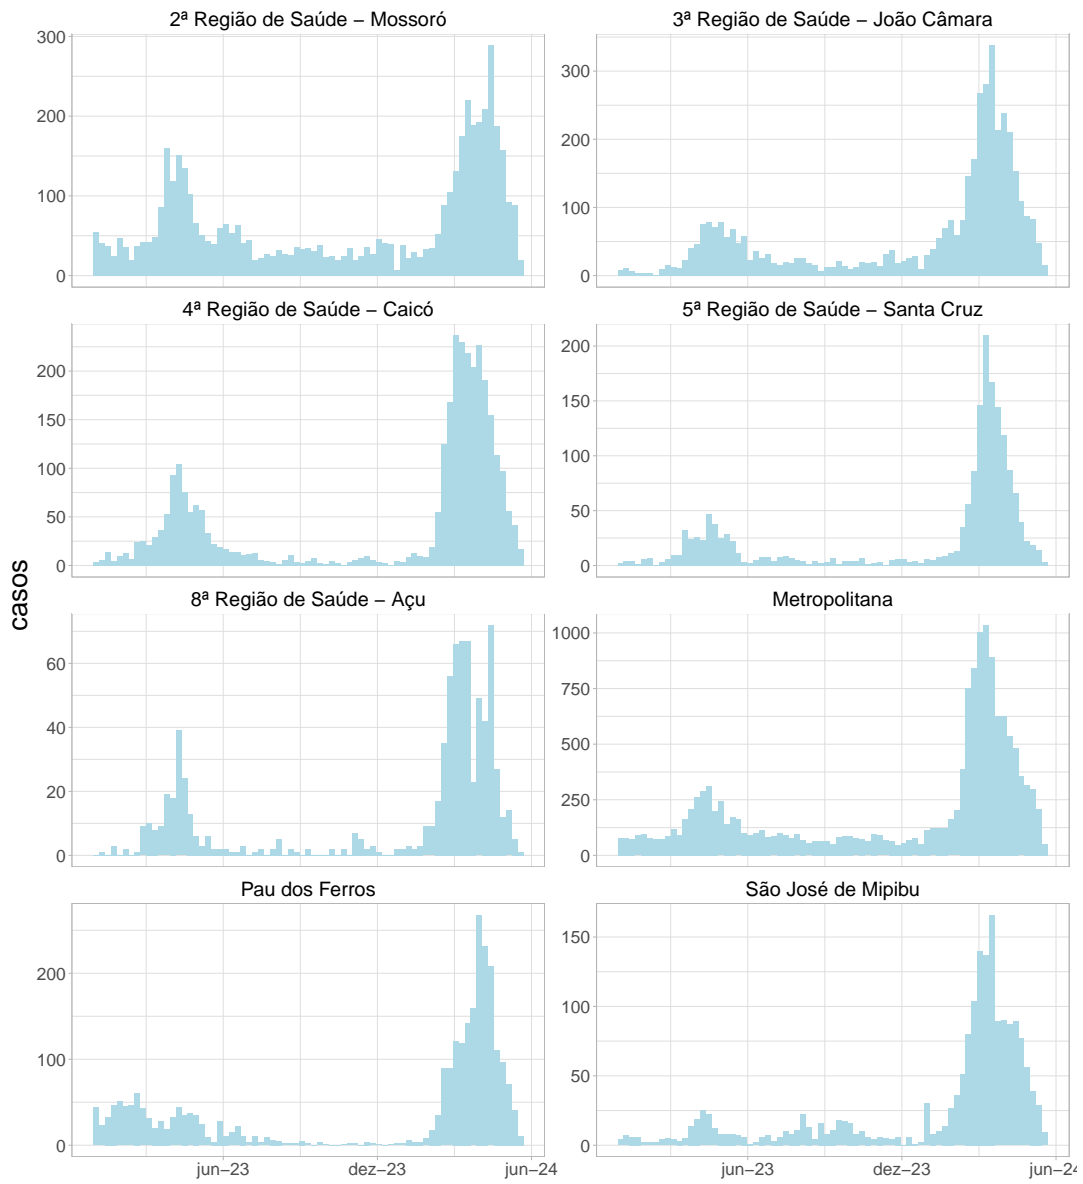 2ª Região de Saúde – Mossoró
3ª Região de Saúde – João Câmara
300
200
100
0
300
200
100
0
4ª Região de Saúde – Caicó
5ª Região de Saúde – Santa Cruz
200
150
100
50
0
200
150
100
50
0
casos
8ª Região de Saúde – Açu
Metropolitana
60
40
20
0
1000
750
500
250
0
Pau dos Ferros
São José de Mipibu
200
100
0
150
100
50
0
jun–23
dez–23
jun–24
jun–23
dez–23
jun–24